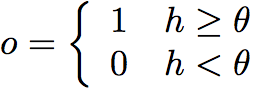 o = { 1 h ≥ θ
0 h < θ